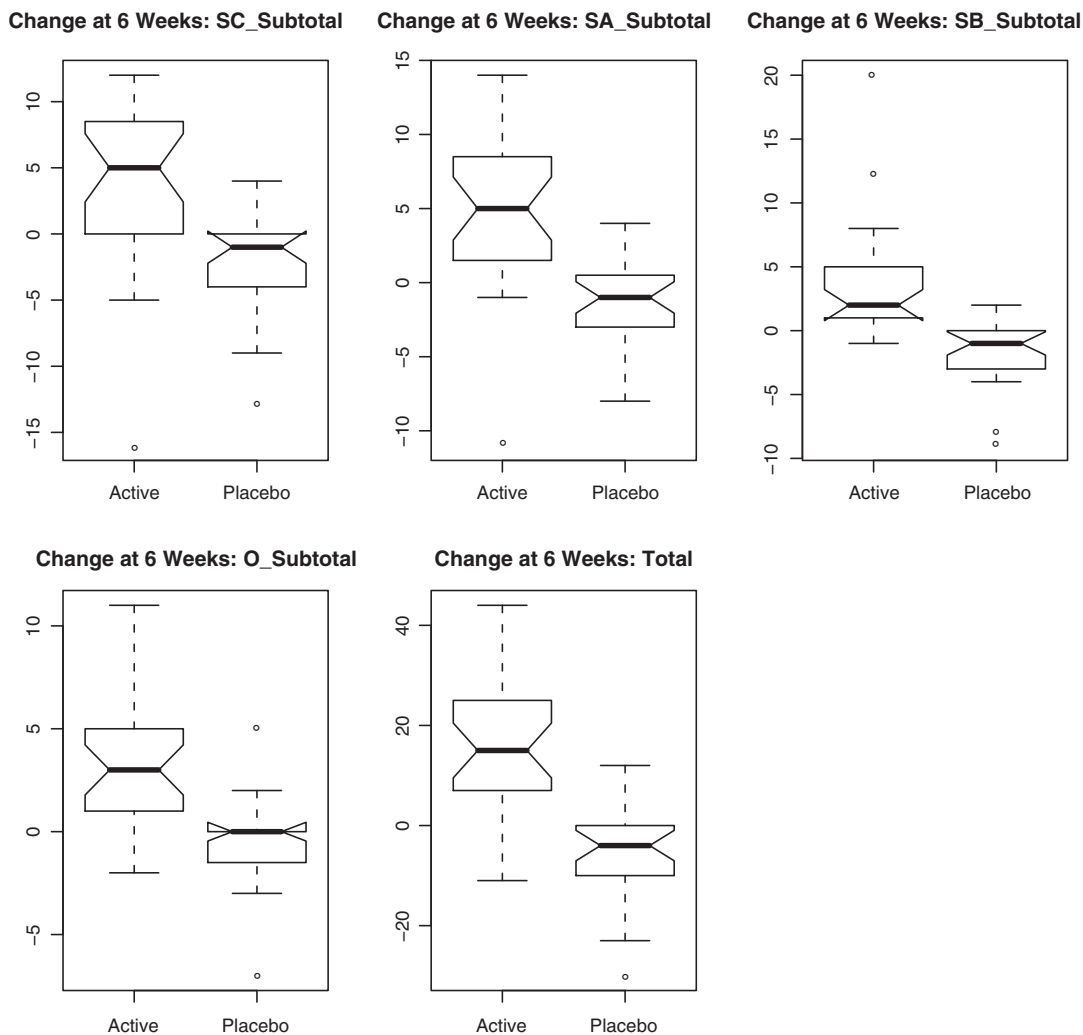 Change at 6 Weeks: SC_Subtotal
10
5
0
−5
−10
−15
Active Placebo
Change at 6 Weeks: SA_Subtotal
15
10
5
0
−5
−10
Active Placebo
Change at 6 Weeks: SB_Subtotal
20
15
10
5
0
−5
−10
Active Placebo
Change at 6 Weeks: O_Subtotal
10
5
0
−5
Active Placebo
Change at 6 Weeks: Total
40
20
0
−20
Active Placebo